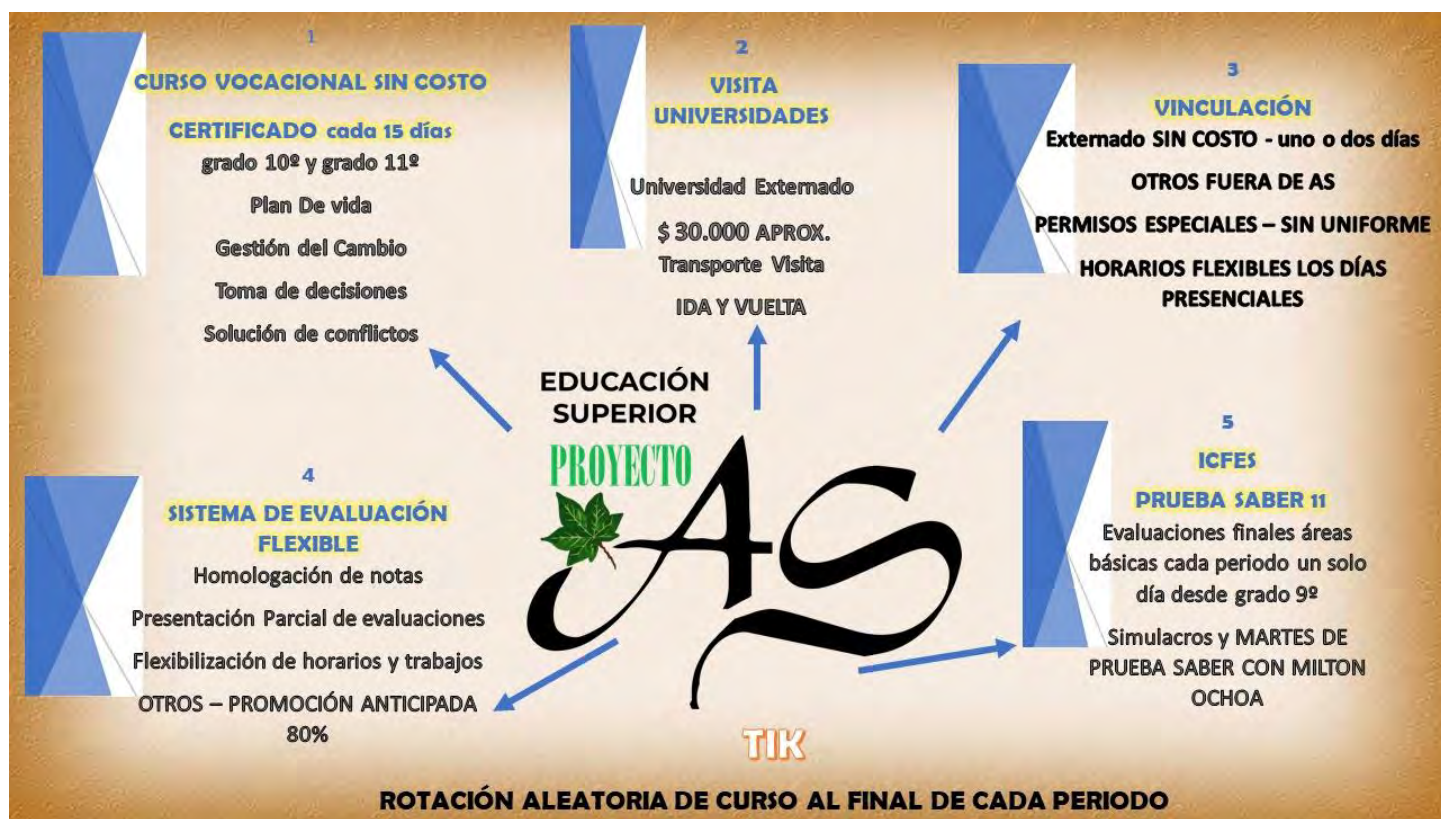 1
CURSO VOCACIONAL SIN COSTO
CERTIFICADO cada 15 días
grado 10º y grado 11º
Plan De vida
Gestión del Cambio
Toma de decisiones
Solución de conflictos
2
VISITA
UNIVERSIDADES
Universidad Externado
$ 30.000 APROX.
Transporte Visita
IDA Y VUELTA
3
VINCULACIÓN
Externado SIN COSTO - uno o dos días
OTROS FUERA DE AS
PERMISOS ESPECIALES – SIN UNIFORME
HORARIOS FLEXIBLES LOS DÍAS
PRESENCIALES
EDUCACIÓN
SUPERIOR
PROYECTO
AS
4
SISTEMA DE EVALUACIÓN
FLEXIBLE
Homologación de notas
Presentación Parcial de evaluaciones
Flexibilización de horarios y trabajos
OTROS – PROMOCIÓN ANTICIPADA
80%
5
ICFES
PRUEBA SABER 11
Evaluaciones finales áreas
básicas cada periodo un solo
día desde grado 9º
Simulacros y MARTES DE
PRUEBA SABER CON MILTON
OCHOA
TIK
ROTACIÓN ALEATORIA DE CURSO AL FINAL DE CADA PERIODO